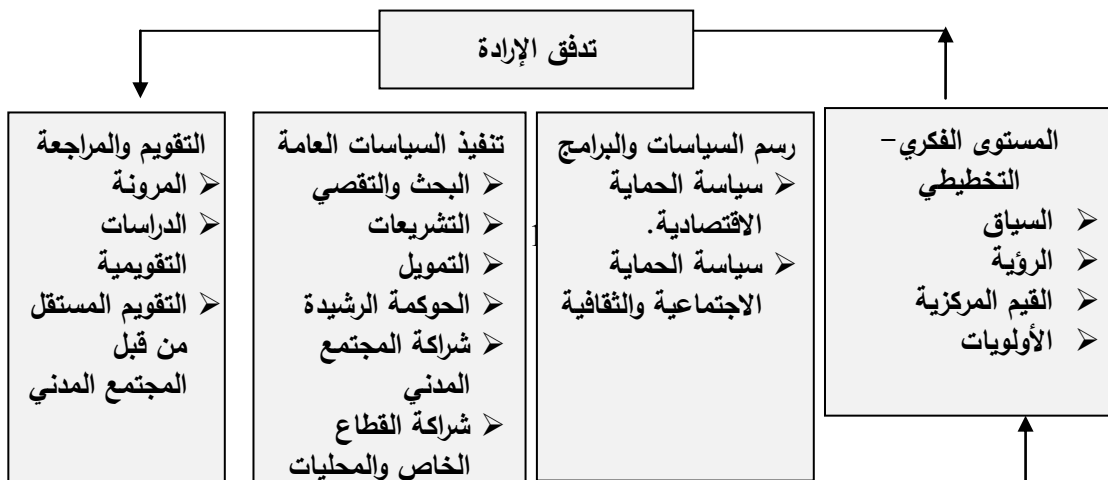 تدفق الإرادة
المستوى الفكري–
التخطيطي
السياق
الرؤية
القيم المركزية
الأولويات
رسم السياسات والبرامج
سياسة الحماية
الاقتصادية.
سياسة الحماية
الاجتماعية والثقافية
تنفيذ السياسات العامة
البحث والتقصي
التشريعات
التمويل
الحوكمة الرشيدة
شراكة المجتمع
المدني
شراكة القطاع
الخاص والمحليات
التقويم والمراجعة
المرونة
الدراسات
التقويمية
التقويم المستقل
من قبل
المجتمع المدني